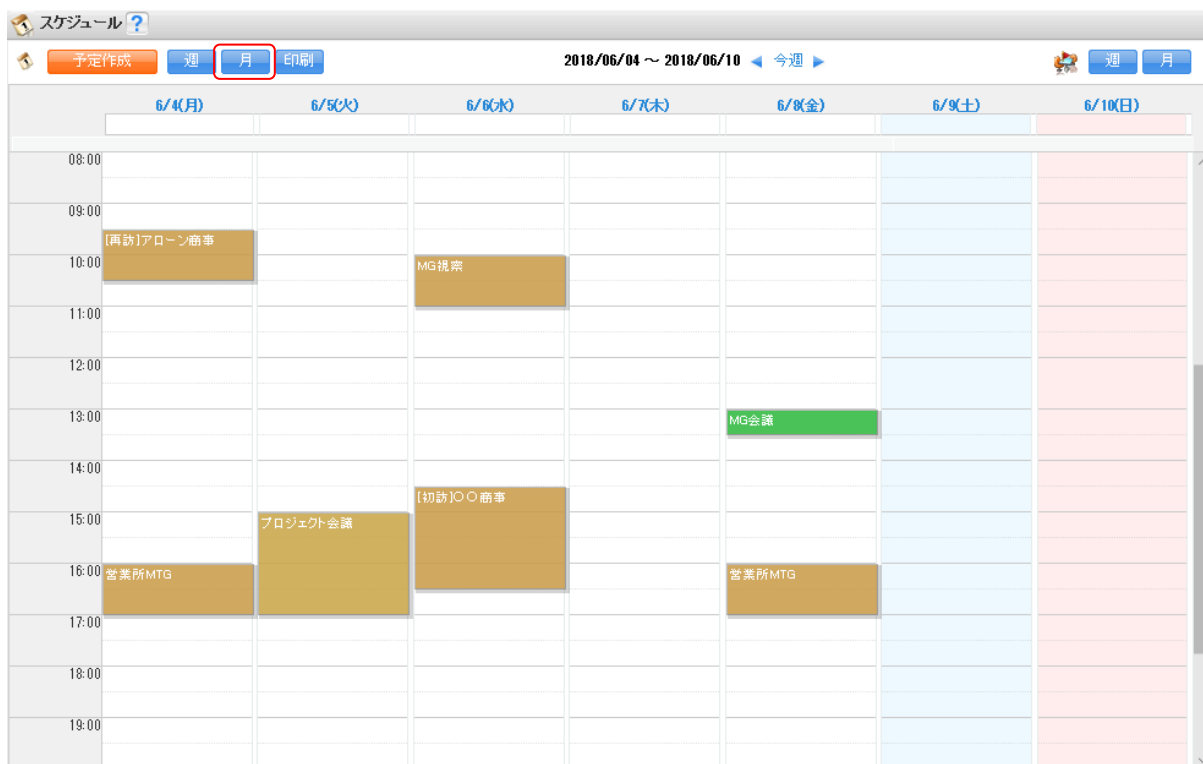 スケジュール ?
予定作成 週 月 印刷 2018/06/04 ～ 2018/06/10 ◀ 今週 ▶ 週 月
6/4(月) 6/5(火) 6/6(水) 6/7(木) 6/8(金) 6/9(土) 6/10(日)
08:00
09:00
[再訪]アローン商事
10:00 MG視察
11:00
12:00
13:00 MG会議
14:00
[初訪]〇〇商事
15:00 プロジェクト会議
16:00 営業所MTG 営業所MTG
17:00
18:00
19:00